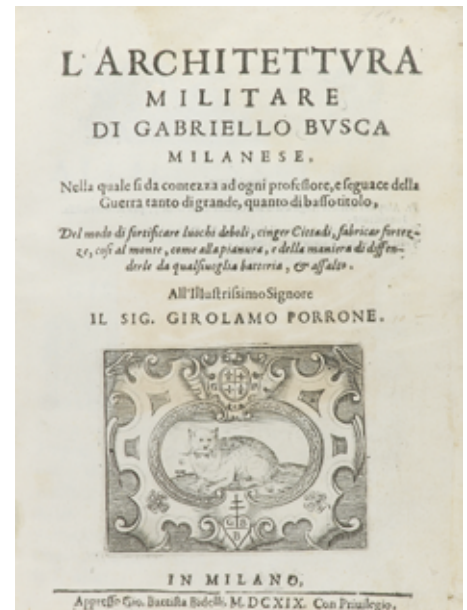 L'ARCHITETTVRA
MILITARE
DI GABRIELLO BVSCA
MILANESE,
Nella quale si da contezza ad ogni professore, e seguace della
Guerra tanto di grande, quanto di basso titolo,
Del modo di fortificare luochi deboli, cinger Cittadi, fabricar fortez-
ze, cosi al monte, come alla pianura, e della maniera di diffen-
derle da qualsiuoglia batteria, & assalto.
All'Illustrissimo Signore
IL SIG. GIROLAMO PORRONE.
G B
B
IN MILANO,
Appresso Gio. Battista Bidelli, M. DCXIX. Con Priuilegio,